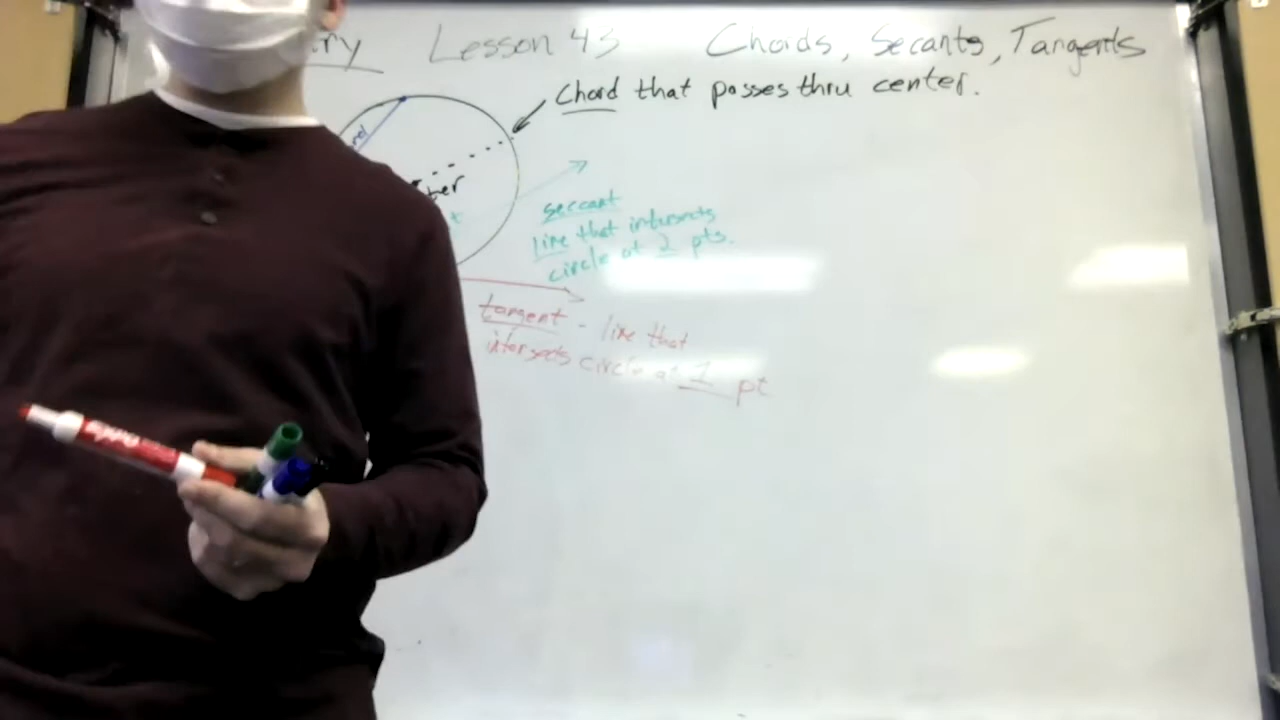 ry Lesson 43 Chords, Secants, Tangents
Chord that passes thru center.
seccant
line that intersects
circle at 2 pts.
tangent - line that
intersects circle at 1 pt